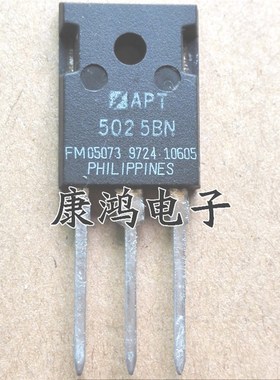 APT
5025BN
FM05073 9724 10605
PHILIPPINES
康鸿电子